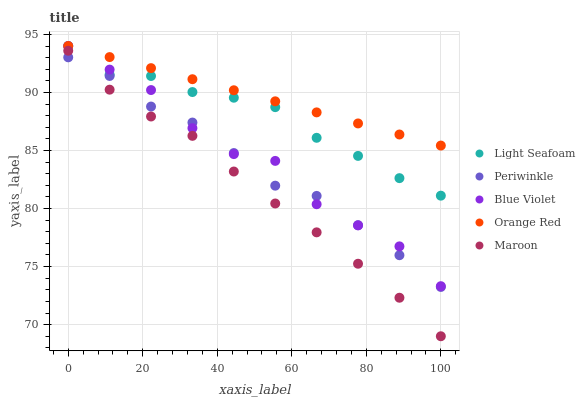 title
95
90
85
80
75
70
yaxis_label
0 20 40 60 80 100
xaxis_label
Light Seafoam
Periwinkle
Blue Violet
Orange Red
Maroon